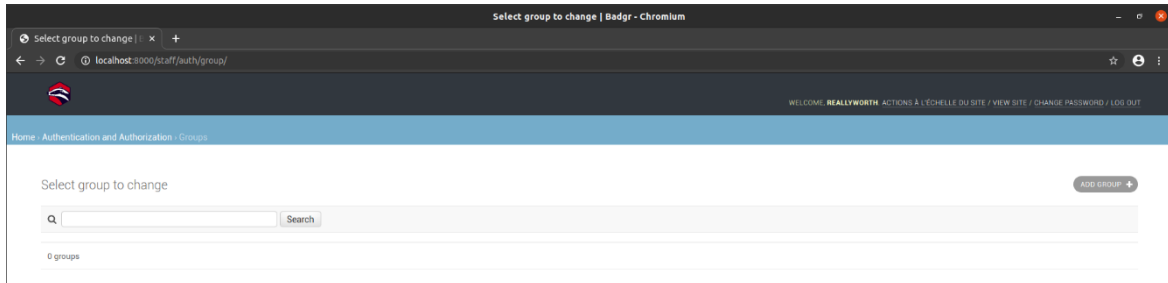 Select group to change | Badgr - Chromium
Select group to change |
localhost:8000/staff/auth/group/
WELCOME, REALLYWORTH. ACTIONS À L'ÉCHELLE DU SITE / VIEW SITE / CHANGE PASSWORD / LOG OUT
Home › Authentication and Authorization › Groups
Select group to change
ADD GROUP +
Search
0 groups